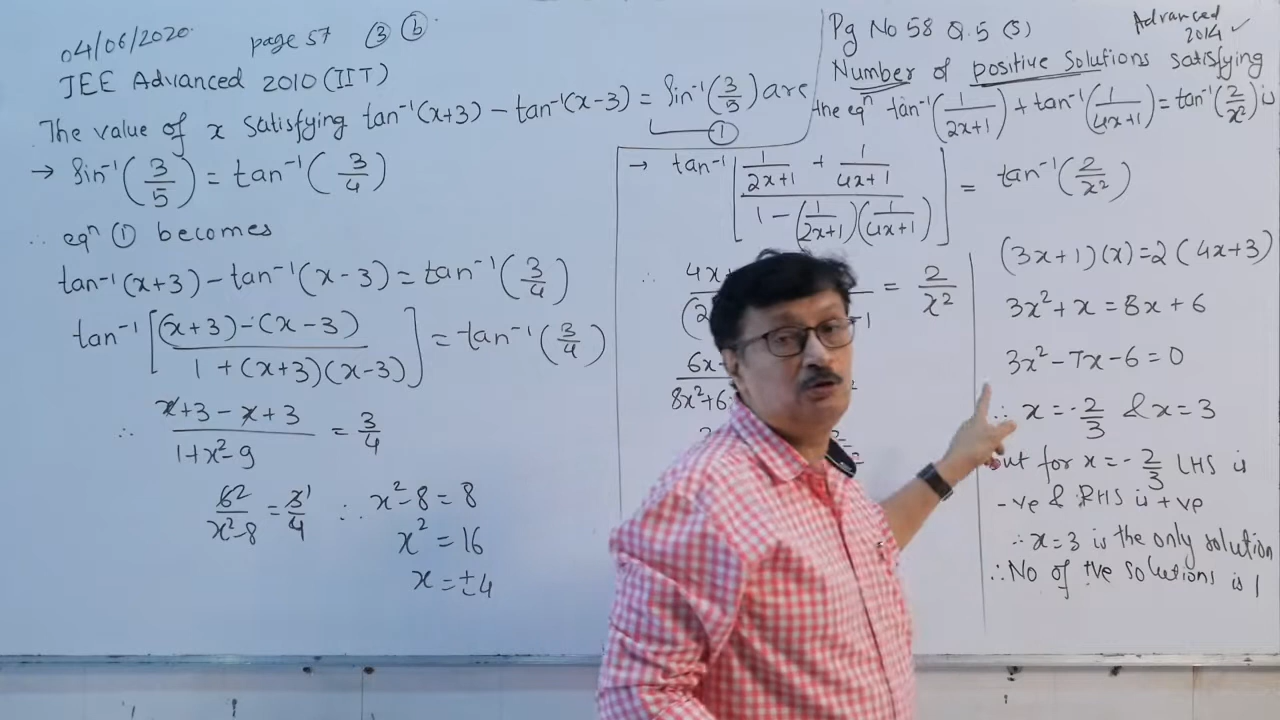 04/06/2020 page 57 ③ ⓑ
JEE Advanced 2010 (IIT)
The value of x satisfying tan⁻¹(x+3) - tan⁻¹(x-3) = sin⁻¹(3/5) are
①
→ sin⁻¹(3/5) = tan⁻¹(3/4)
∴ eqⁿ ① becomes
tan⁻¹(x+3) - tan⁻¹(x-3) = tan⁻¹(3/4)
tan⁻¹[((x+3)-(x-3))/(1+(x+3)(x-3))] = tan⁻¹(3/4)
∴ (x+3-x+3)/(1+x²-9) = 3/4
6²/(x²-8) = 3¹/4 ∴ x²-8 = 8
x² = 16
x = ±4
Pg No 58 Q.5 (5) Advanced
2014 ✓
Number of positive Solutions satisfying
the eqⁿ tan⁻¹(1/(2x+1)) + tan⁻¹(1/(4x+1)) = tan⁻¹(2/x²) is
→ tan⁻¹[(1/(2x+1) + 1/(4x+1))/(1-(1/(2x+1))(1/(4x+1)))] = tan⁻¹(2/x²)
∴ 4x = 2/x²
-1
6x-
8x²+6
(3x+1)(x) = 2(4x+3)
3x²+x = 8x+6
3x²-7x-6 = 0
∴ x = -2/3 & x = 3
but for x = -2/3 LHS is
-ve & RHS is +ve
∴ x=3 is the only solution
∴ No of +ve solutions is 1